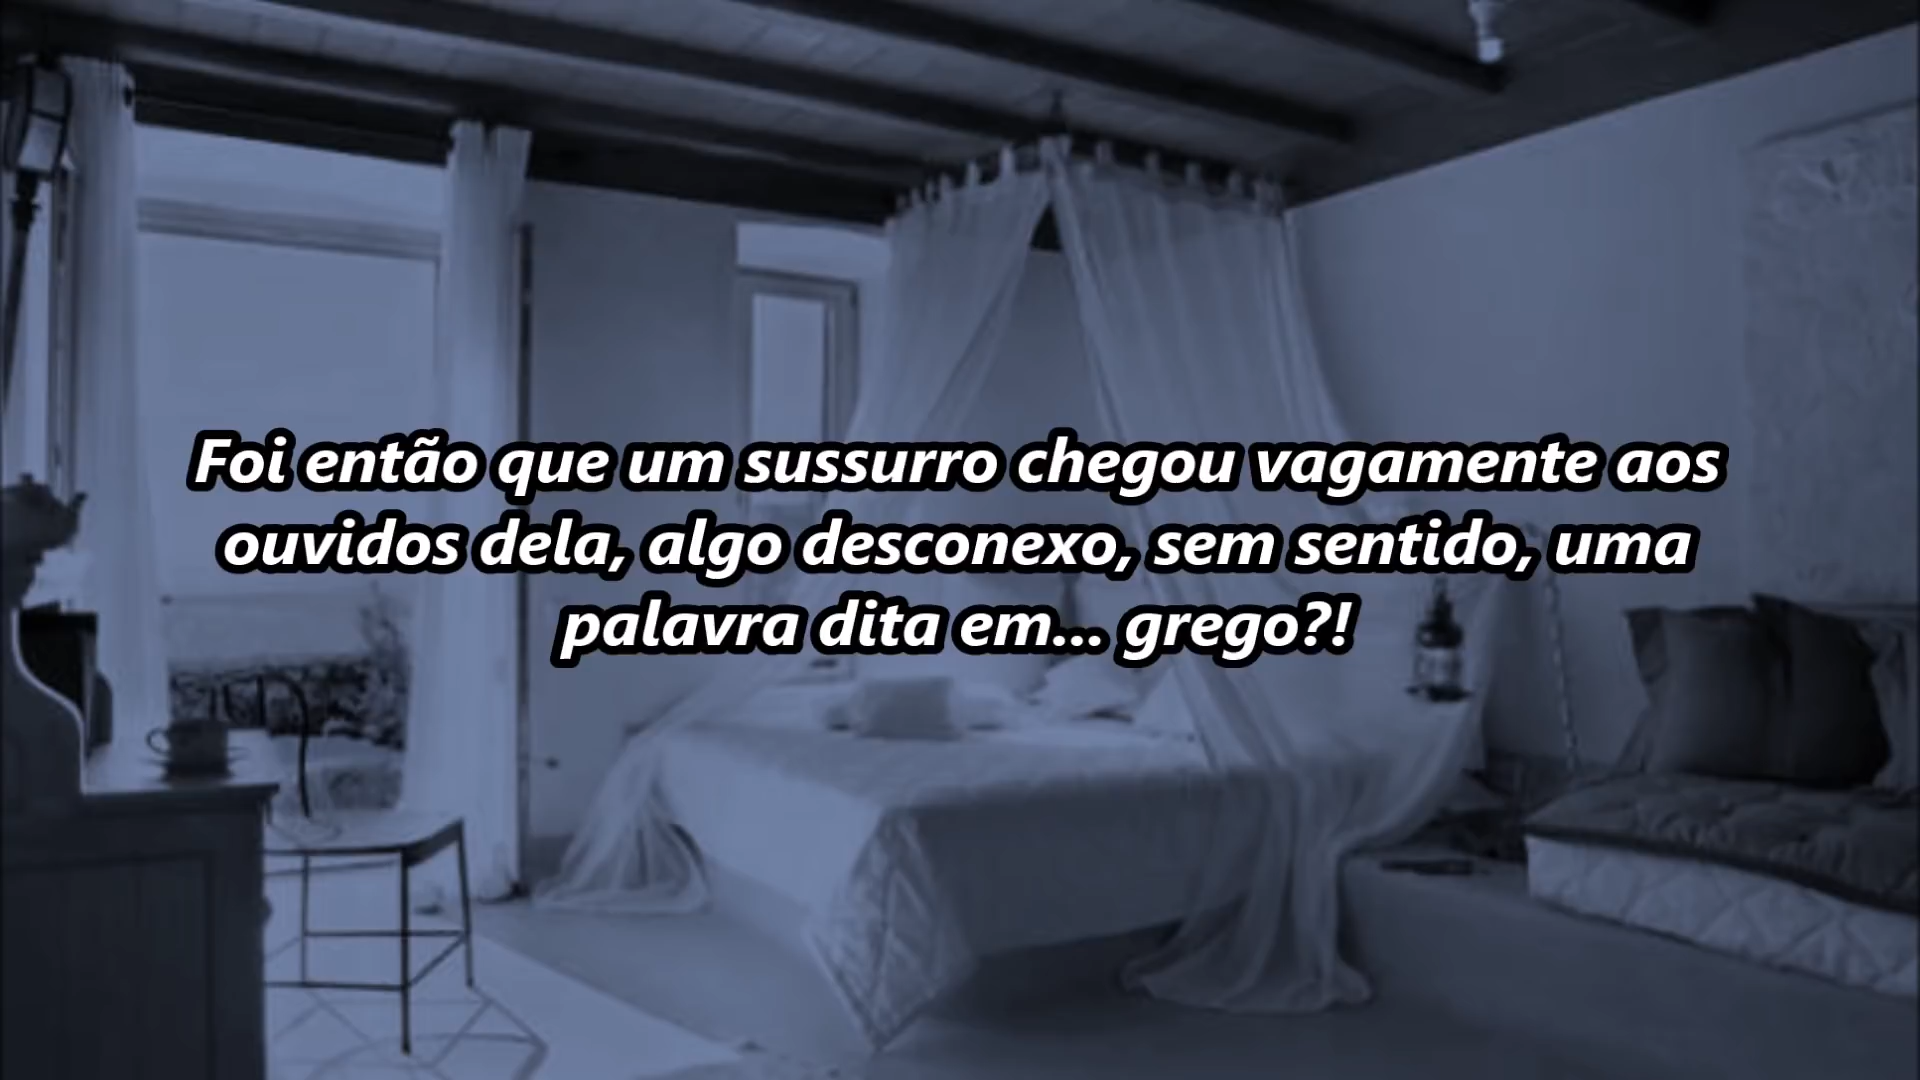 Foi então que um sussurro chegou vagamente aos
ouvidos dela, algo desconexo, sem sentido, uma
palavra dita em... grego?!